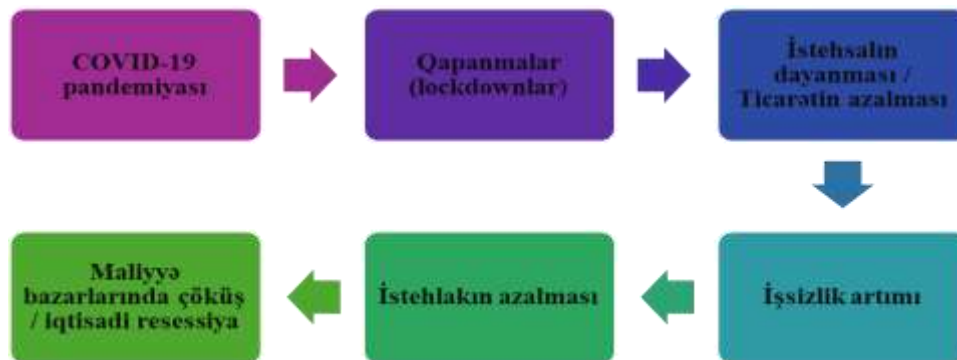 COVID-19
pandemiyası
Qapanmalar
(lockdownlar)
İstehsalın
dayanması /
Ticarətin azalması
İşsizlik artımı
İstehlakın azalması
Maliyyə
bazarlarında çöküş
/ iqtisadi resessiya